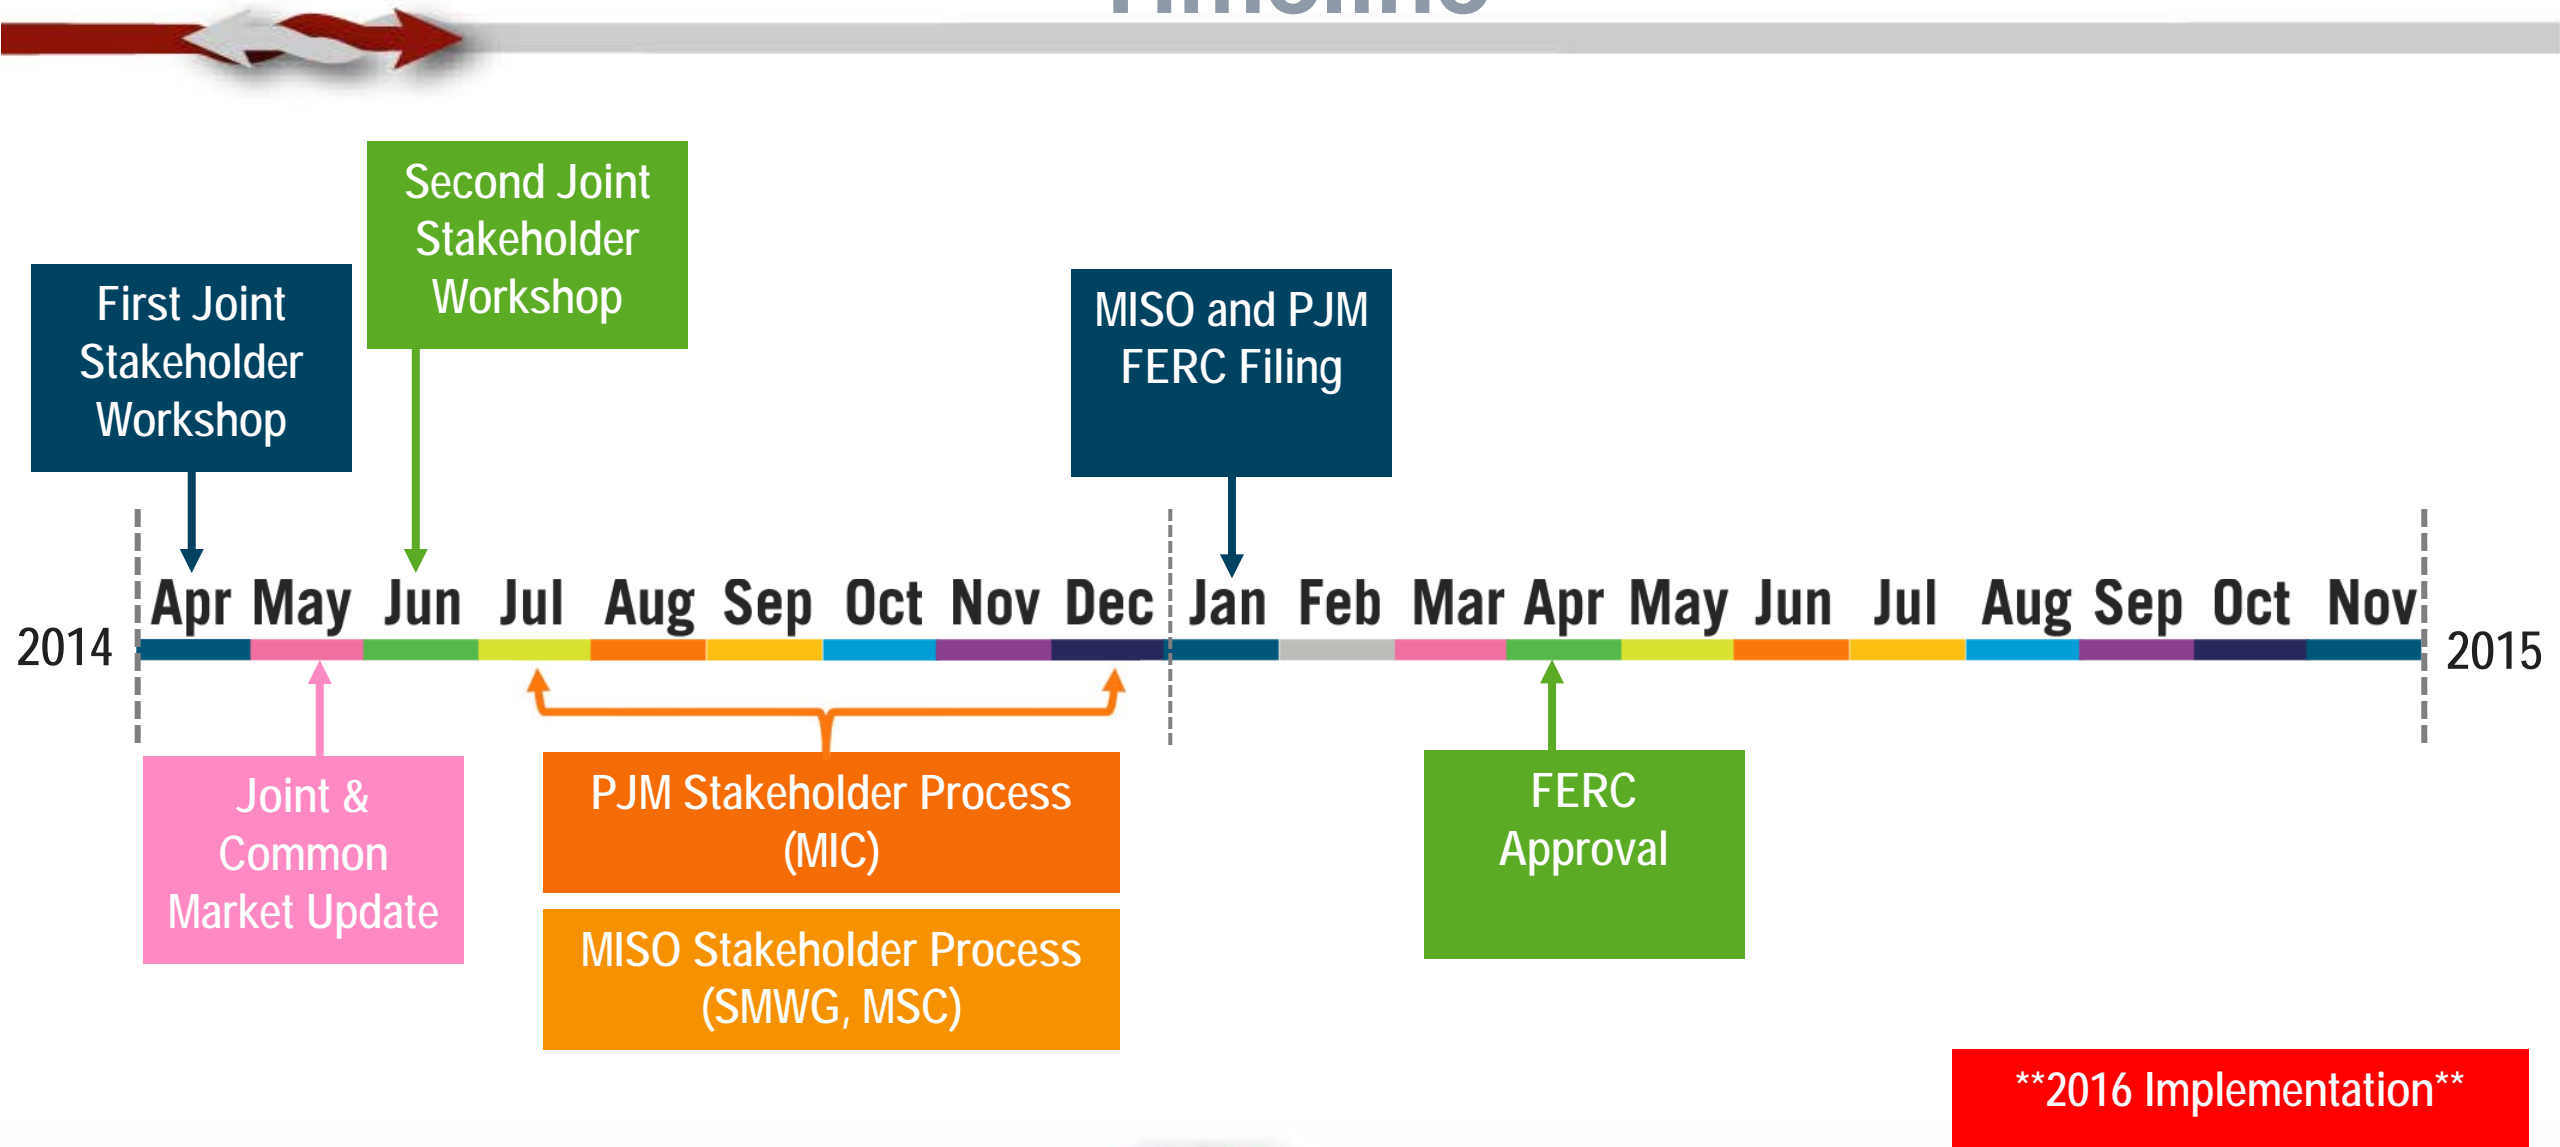 Timeline
Second Joint
Stakeholder
Workshop
First Joint
Stakeholder
Workshop
MISO and PJM
FERC Filing
Apr May Jun Jul Aug Sep Oct Nov Dec Jan Feb Mar Apr May Jun Jul Aug Sep Oct Nov
2014
2015
Joint &
Common
Market Update
PJM Stakeholder Process
(MIC)
MISO Stakeholder Process
(SMWG, MSC)
FERC
Approval
**2016 Implementation**